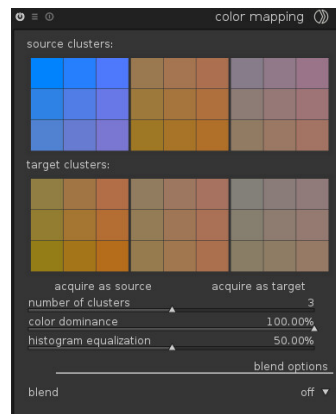 color mapping
source clusters:
target clusters:
acquire as source acquire as target
number of clusters 3
color dominance 100.00%
histogram equalization 50.00%
blend options
blend off